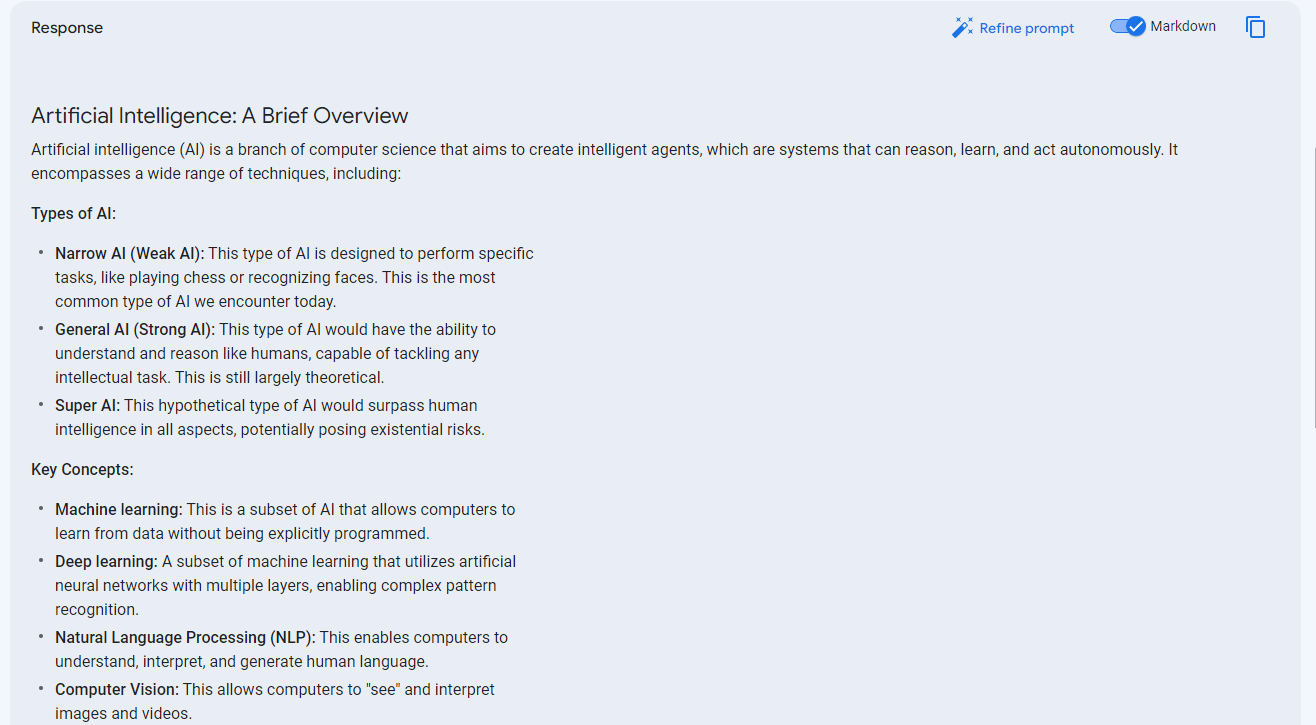 Response
Refine prompt
Markdown
Artificial Intelligence: A Brief Overview
Artificial intelligence (AI) is a branch of computer science that aims to create intelligent agents, which are systems that can reason, learn, and act autonomously. It
encompasses a wide range of techniques, including:
Types of AI:
• Narrow AI (Weak AI): This type of AI is designed to perform specific
tasks, like playing chess or recognizing faces. This is the most
common type of AI we encounter today.
• General AI (Strong AI): This type of AI would have the ability to
understand and reason like humans, capable of tackling any
intellectual task. This is still largely theoretical.
• Super AI: This hypothetical type of AI would surpass human
intelligence in all aspects, potentially posing existential risks.
Key Concepts:
• Machine learning: This is a subset of AI that allows computers to
learn from data without being explicitly programmed.
• Deep learning: A subset of machine learning that utilizes artificial
neural networks with multiple layers, enabling complex pattern
recognition.
• Natural Language Processing (NLP): This enables computers to
understand, interpret, and generate human language.
• Computer Vision: This allows computers to "see" and interpret
images and videos.